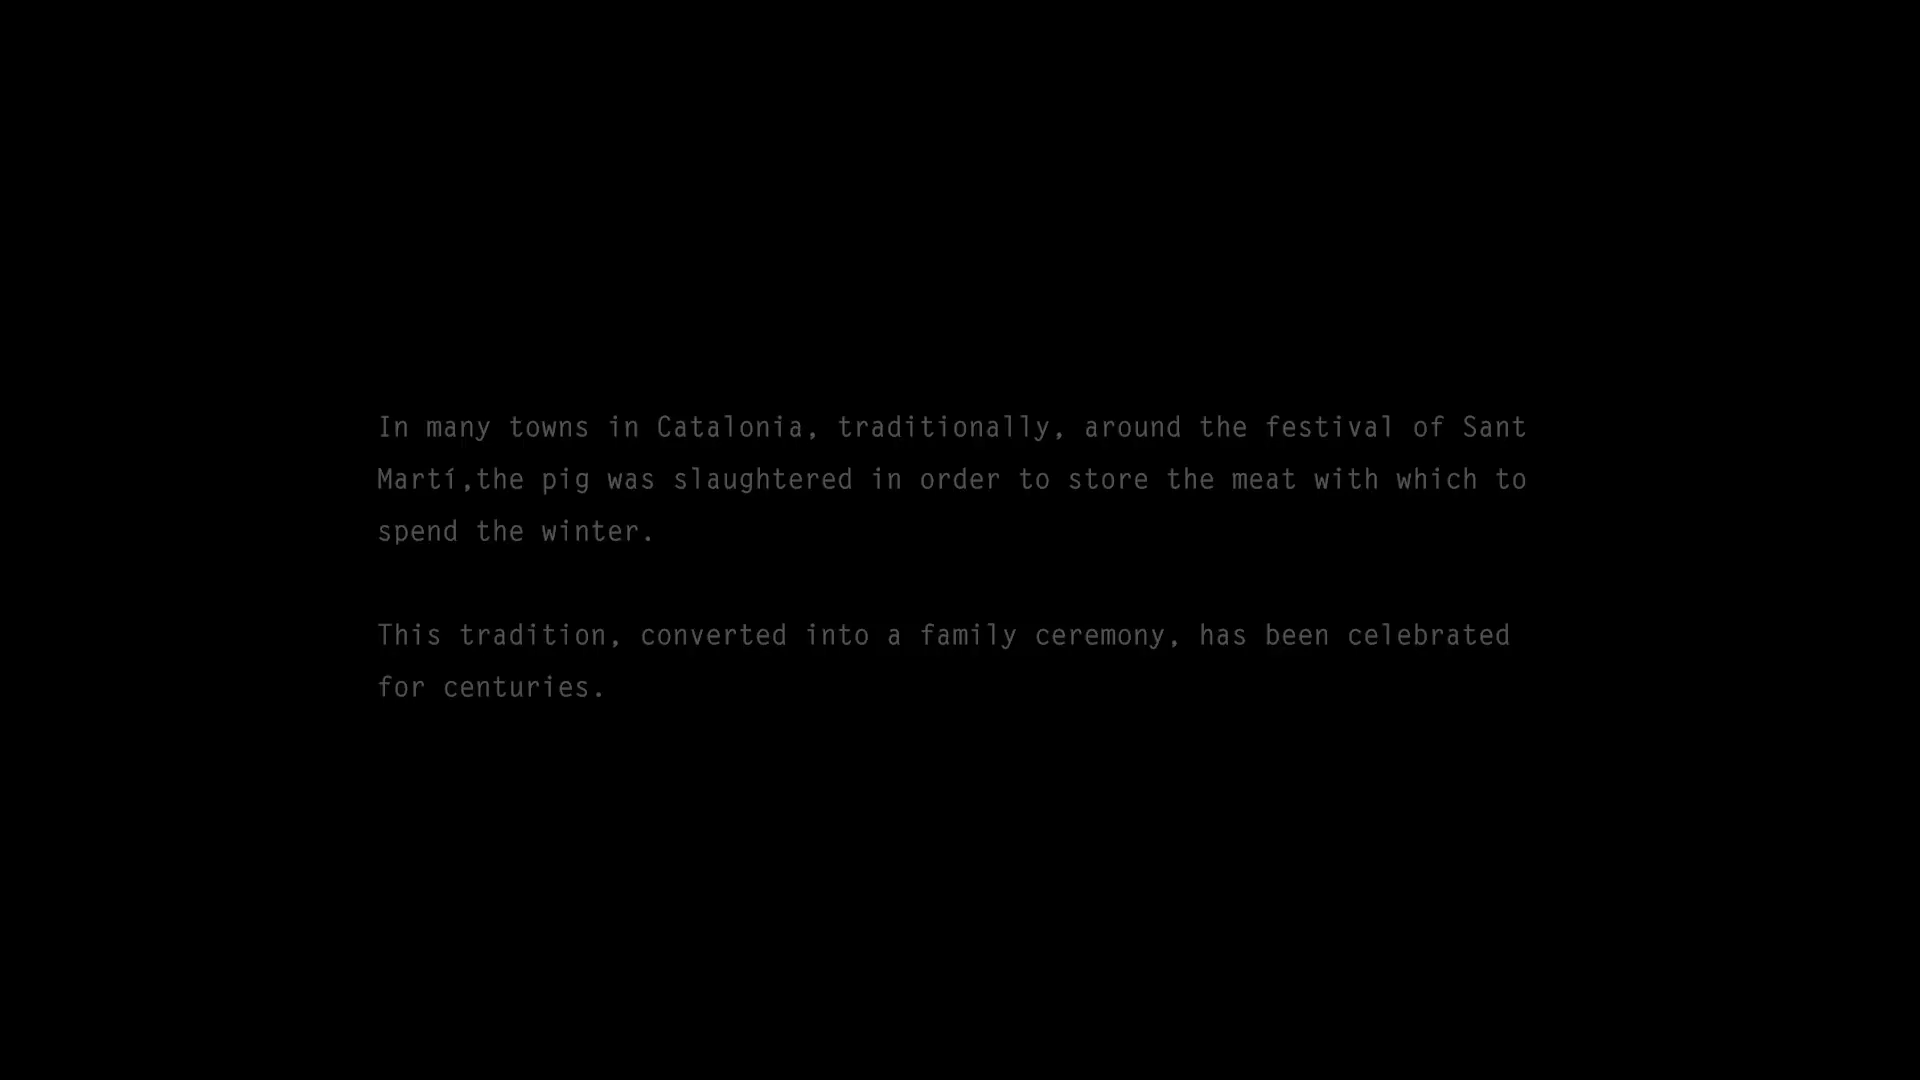 In many towns in Catalonia, traditionally, around the festival of Sant
Martí,the pig was slaughtered in order to store the meat with which to
spend the winter.
This tradition, converted into a family ceremony, has been celebrated
for centuries.